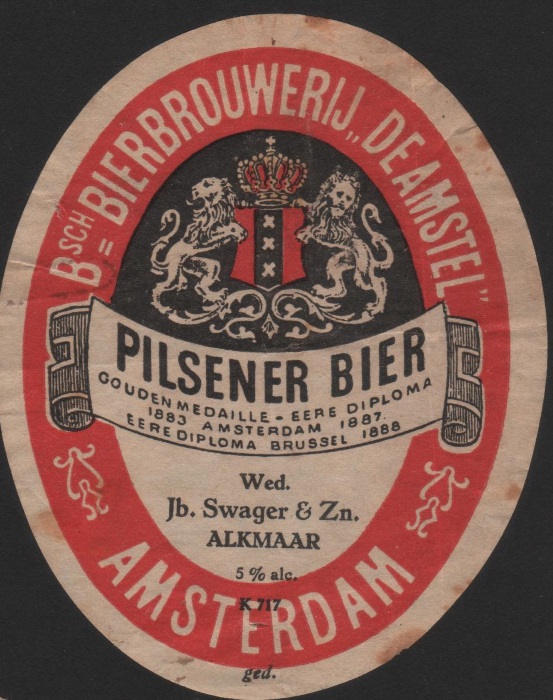 Bsch= BIERBROUWERIJ „DE AMSTEL”
PILSENER BIER
GOUDEN MEDAILLE - EERE DIPLOMA
1883 AMSTERDAM 1887.
EERE DIPLOMA BRUSSEL 1888
Wed.
Jb. Swager & Zn.
ALKMAAR
5 % alc.
K 717
AMSTERDAM
ged.